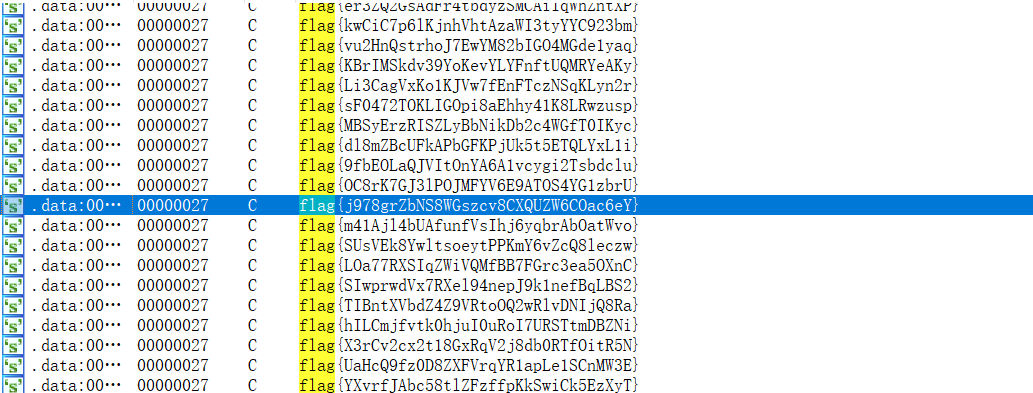 's' .data:00… 00000027 C flag{er3ZQ2GsAdFr4tbdyzSMCAiIqWhZntXP}
's' .data:00… 00000027 C flag{kwCiC7p6lKjnhVhtAzaWI3tyYYC923bm}
's' .data:00… 00000027 C flag{vu2HnQstrhoJ7EwYM82bIGO4MGde1yaq}
's' .data:00… 00000027 C flag{KBrIMSkdv39YoKevYLYFnftUQMRYeAKy}
's' .data:00… 00000027 C flag{Li3CagVxKo1KJVw7fEnFTczNSqKLyn2r}
's' .data:00… 00000027 C flag{sF0472TOKLIGOpi8aEhhy41K8LRwzusp}
's' .data:00… 00000027 C flag{MBSyErzRISZLyBbNikDb2c4WGfT0IKyc}
's' .data:00… 00000027 C flag{dl8mZBcUFkAPbGFKPjUk5t5ETQLYxL1i}
's' .data:00… 00000027 C flag{9fbEOLaQJVItOnYA6A1vcygi2Tsbdclu}
's' .data:00… 00000027 C flag{OC8rK7GJ3lPOJMFYV6E9ATOS4YG1zbrU}
's' .data:00… 00000027 C flag{j978grZbNS8WGszcv8CXQUZW6COac6eY}
's' .data:00… 00000027 C flag{m41Ajl4bUAfunfVsIhj6yqbrAbOatWvo}
's' .data:00… 00000027 C flag{SUsVEk8YwltsoeytPPKmY6vZcQ8leczw}
's' .data:00… 00000027 C flag{LOa77RXSIqZWiVQMfBB7FGrc3ea5OXnC}
's' .data:00… 00000027 C flag{SIwprwdVx7RXel94nepJ9k1nefBqLBS2}
's' .data:00… 00000027 C flag{TIBntXVbdZ4Z9VRtoOQ2wRlvDNIjQ8Ra}
's' .data:00… 00000027 C flag{hILCmjfvtk0hjuI0uRoI7URSTtmDBZNi}
's' .data:00… 00000027 C flag{X3rCv2cx2t18GxRqV2j8db0RTfOitR5N}
's' .data:00… 00000027 C flag{UaHcQ9fz0D8ZXFVrqYR1apLe1SCnMW3E}
's' .data:00… 00000027 C flag{YXvrfJAbc58tlZFzffpKkSwiCk5EzXyT}